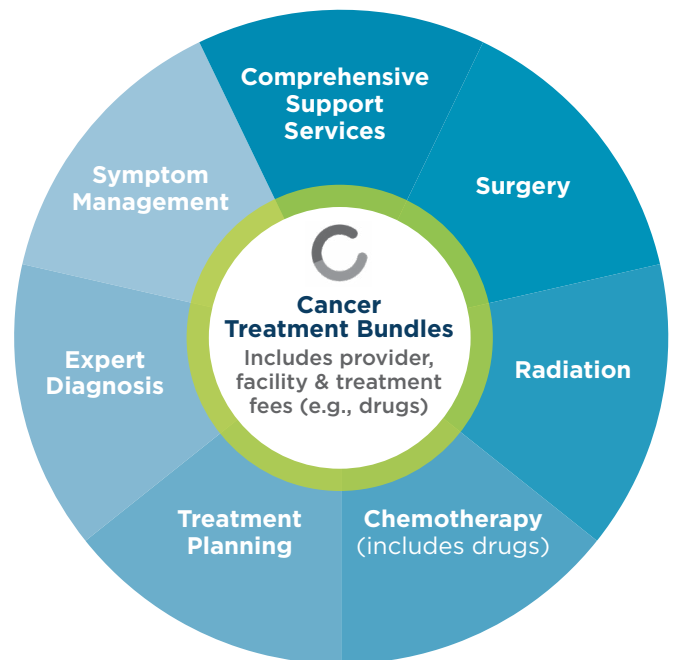 Comprehensive
Support
Services
Surgery
Radiation
Chemotherapy
(includes drugs)
Treatment
Planning
Expert
Diagnosis
Symptom
Management
Cancer
Treatment Bundles
Includes provider,
facility & treatment
fees (e.g., drugs)